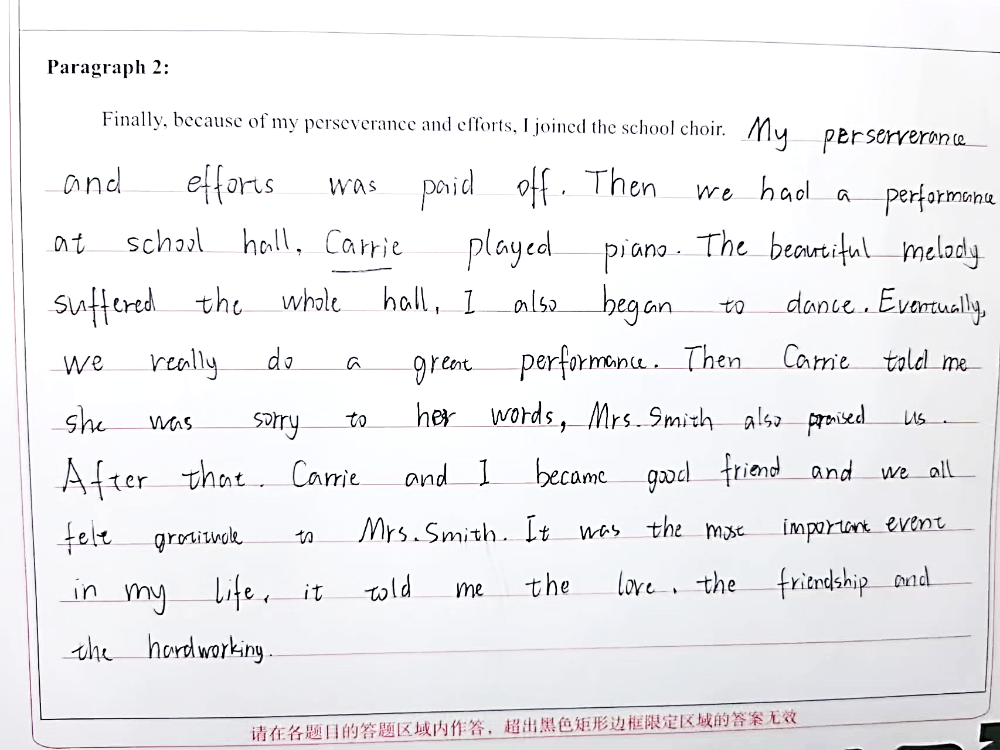 Paragraph 2:
Finally, because of my perseverance and efforts, I joined the school choir. My perserverance
and efforts was paid off. Then we had a performance
at school hall, Carrie played piano. The beautiful melody
suffered the whole hall, I also began to dance. Eventually,
we really do a great performance. Then Carrie told me
she was sorry to her words, Mrs. Smith also praised us.
After that. Carrie and I became good friend and we all
felt gratitude to Mrs. Smith. It was the most important event
in my life, it told me the love, the friendship and
the hardworking.
请在各题目的答题区域内作答，超出黑色矩形边框限定区域的答案无效